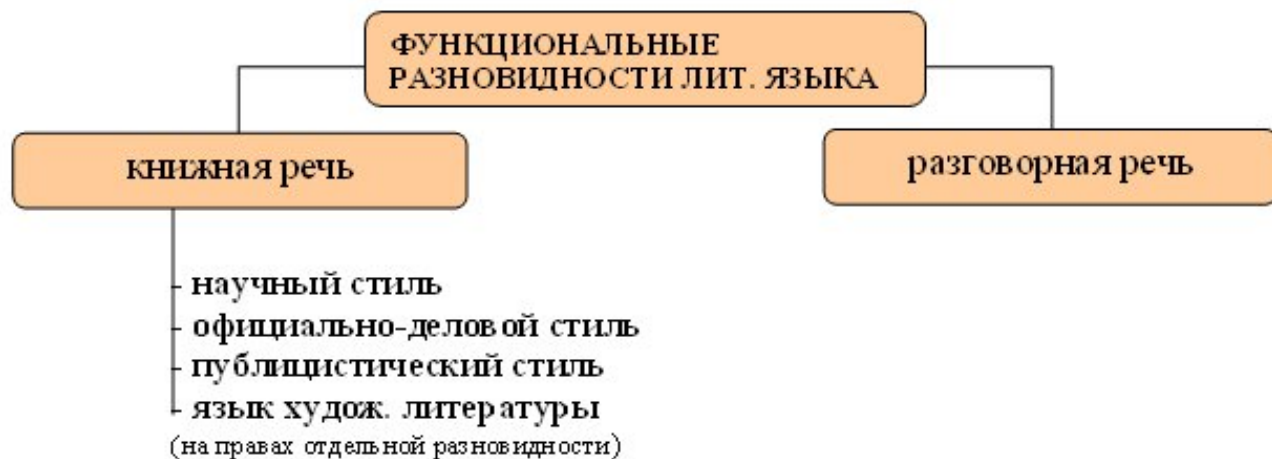 ФУНКЦИОНАЛЬНЫЕ
РАЗНОВИДНОСТИ ЛИТ. ЯЗЫКА
книжная речь
разговорная речь
- научный стиль
- официально-деловой стиль
- публицистический стиль
- язык худож. литературы
(на правах отдельной разновидности)